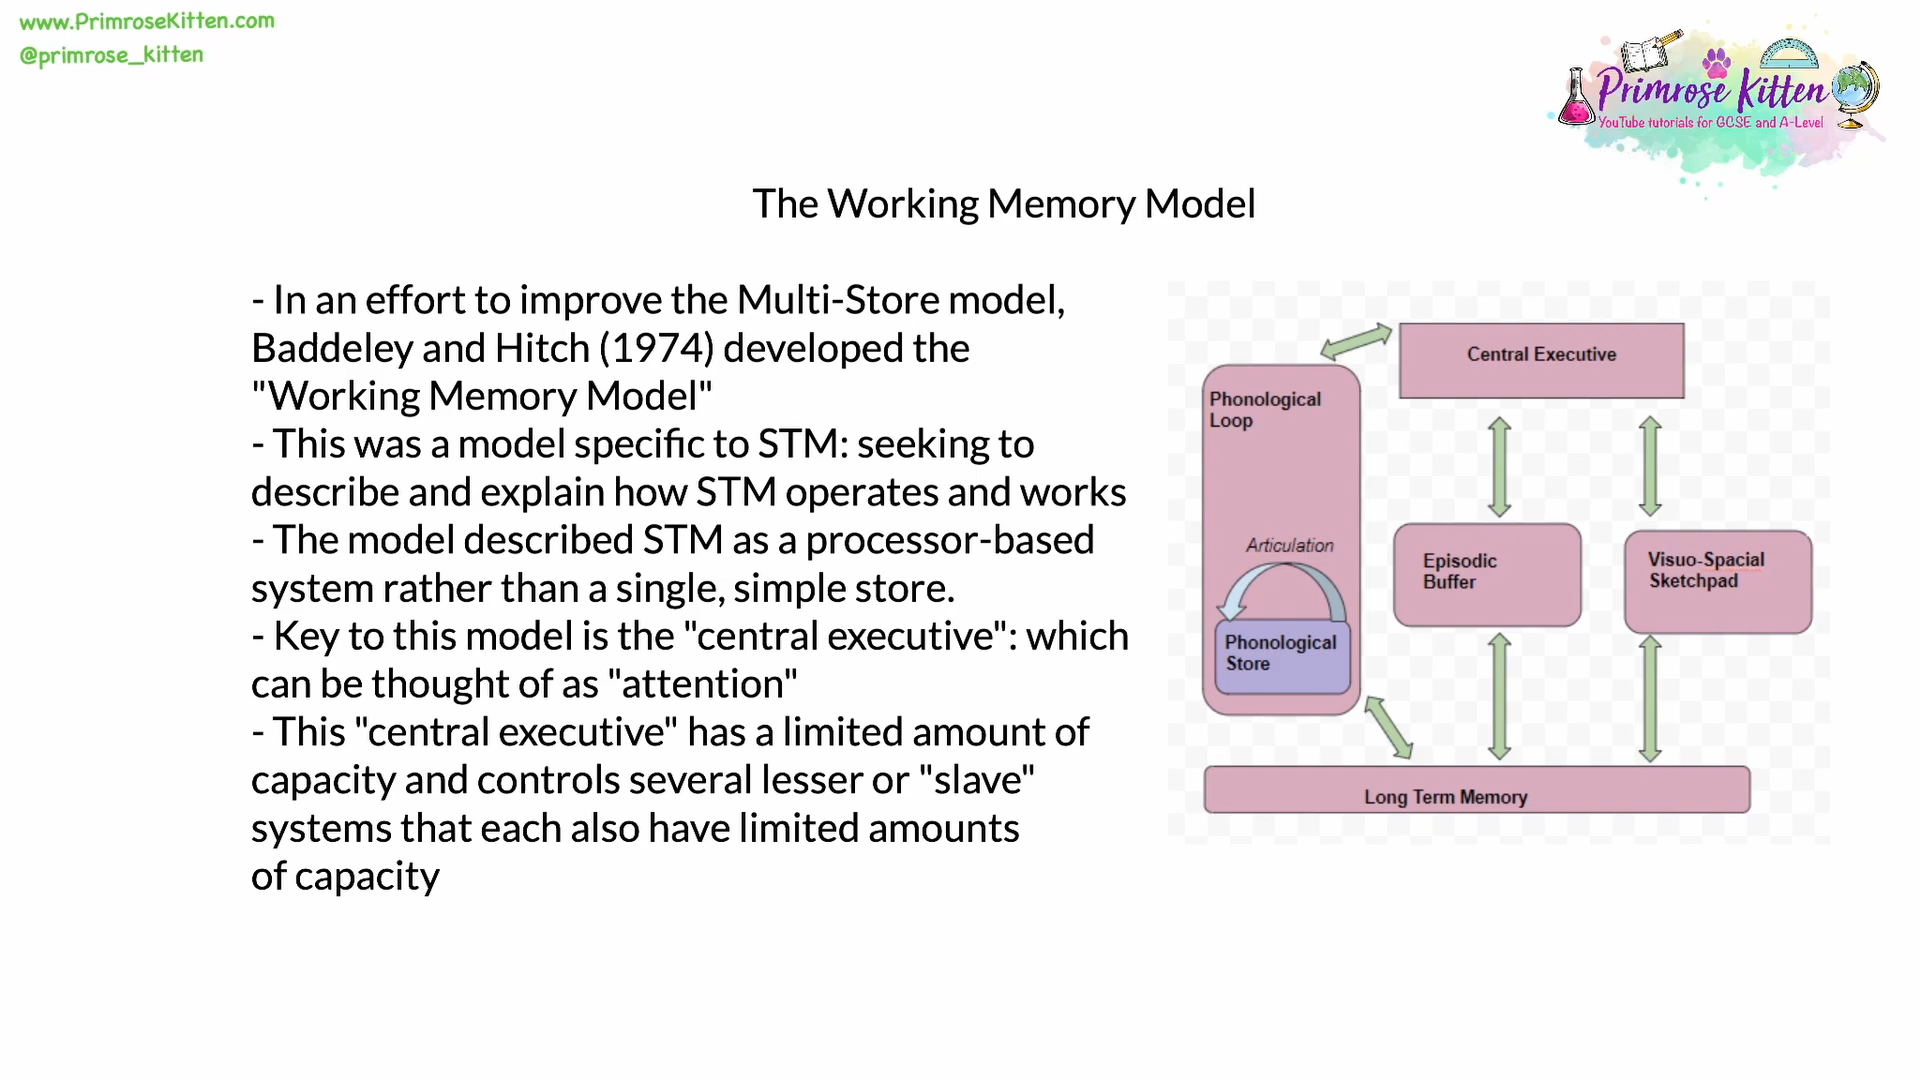 www.PrimroseKitten.com
@primrose_kitten
Primrose Kitten
YouTube tutorials for GCSE and A-Level
The Working Memory Model
- In an effort to improve the Multi-Store model,
Baddeley and Hitch (1974) developed the
"Working Memory Model"
- This was a model specific to STM: seeking to
describe and explain how STM operates and works
- The model described STM as a processor-based
system rather than a single, simple store.
- Key to this model is the "central executive": which
can be thought of as "attention"
- This "central executive" has a limited amount of
capacity and controls several lesser or "slave"
systems that each also have limited amounts
of capacity
Central Executive
Phonological
Loop
Articulation
Phonological
Store
Episodic
Buffer
Visuo-Spacial
Sketchpad
Long Term Memory